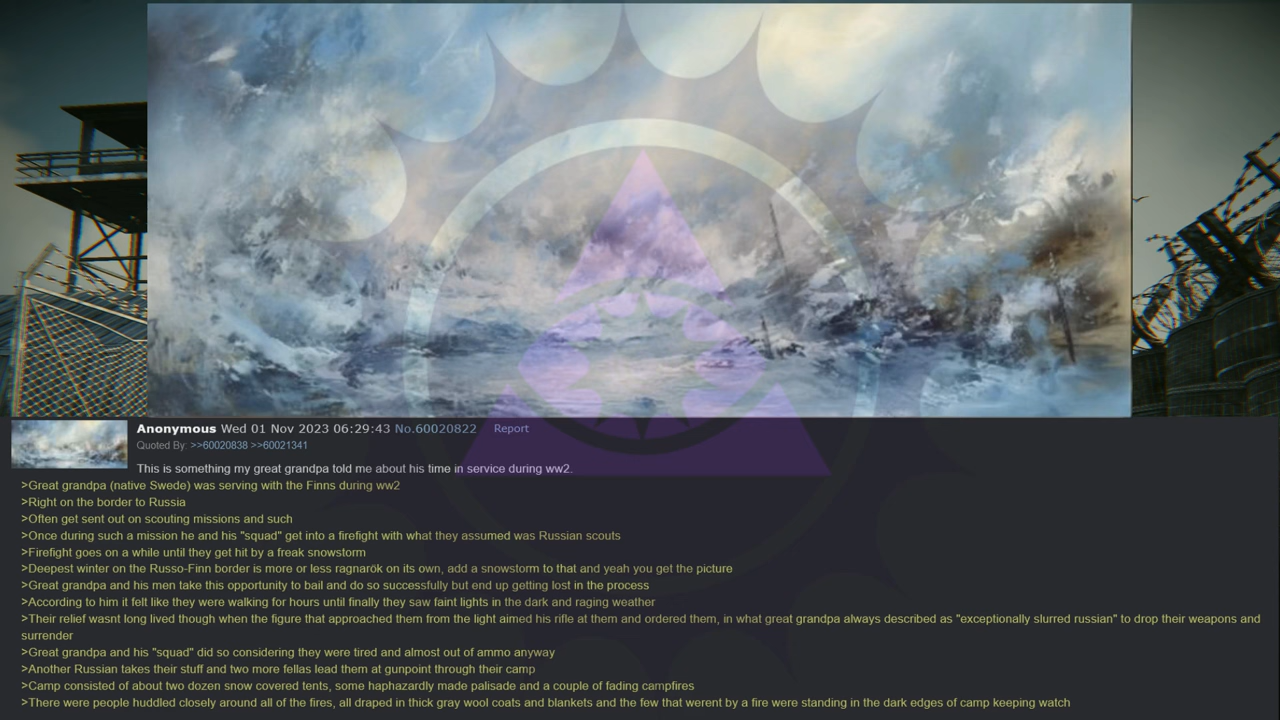 Anonymous Wed 01 Nov 2023 06:29:43 No.60020822 Report
Quoted By: >>60020838 >>60021341
This is something my great grandpa told me about his time in service during ww2.
>Great grandpa (native Swede) was serving with the Finns during ww2
>Right on the border to Russia
>Often get sent out on scouting missions and such
>Once during such a mission he and his "squad" get into a firefight with what they assumed was Russian scouts
>Firefight goes on a while until they get hit by a freak snowstorm
>Deepest winter on the Russo-Finn border is more or less ragnarök on its own, add a snowstorm to that and yeah you get the picture
>Great grandpa and his men take this opportunity to bail and do so successfully but end up getting lost in the process
>According to him it felt like they were walking for hours until finally they saw faint lights in the dark and raging weather
>Their relief wasnt long lived though when the figure that approached them from the light aimed his rifle at them and ordered them, in what great grandpa always described as "exceptionally slurred russian" to drop their weapons and
surrender
>Great grandpa and his "squad" did so considering they were tired and almost out of ammo anyway
>Another Russian takes their stuff and two more fellas lead them at gunpoint through their camp
>Camp consisted of about two dozen snow covered tents, some haphazardly made palisade and a couple of fading campfires
>There were people huddled closely around all of the fires, all draped in thick gray wool coats and blankets and the few that werent by a fire were standing in the dark edges of camp keeping watch